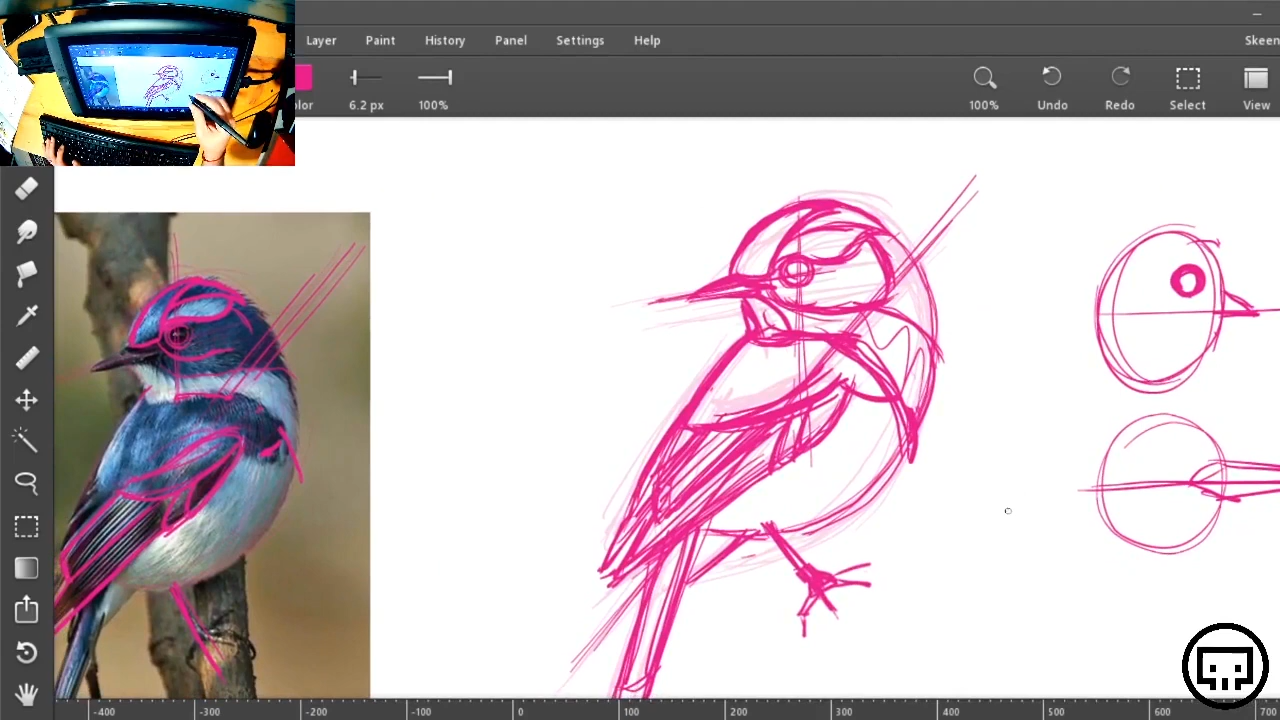 Layer Paint History Panel Settings Help Skeen
olor 6.2 px 100% 100% Undo Redo Select View
-400 -300 -200 -100 0 100 200 300 400 500 600 700